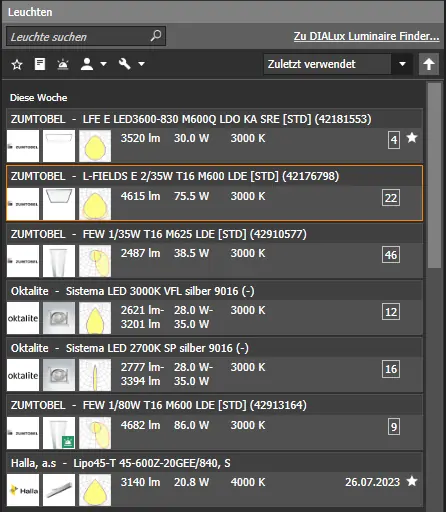 Leuchten
Leuchte suchen
Zu DIALux Luminaire Finder...
Zuletzt verwendet
Diese Woche
ZUMTOBEL - LFE E LED3600-830 M600Q LDO KA SRE [STD] (42181553)
ZUMTOBEL 3520 lm 30.0 W 3000 K 4
ZUMTOBEL - L-FIELDS E 2/35W T16 M600 LDE [STD] (42176798)
ZUMTOBEL 4615 lm 75.5 W 3000 K 22
ZUMTOBEL - FEW 1/35W T16 M625 LDE [STD] (42910577)
ZUMTOBEL 2487 lm 38.5 W 3000 K 46
Oktalite - Sistema LED 3000K VFL silber 9016 (-)
oktalite 2621 lm- 28.0 W- 3000 K 12
3201 lm 35.0 W
Oktalite - Sistema LED 2700K SP silber 9016 (-)
oktalite 2777 lm- 28.0 W- 3000 K 16
3394 lm 35.0 W
ZUMTOBEL - FEW 1/80W T16 M600 LDE [STD] (42913164)
ZUMTOBEL 4682 lm 86.0 W 3000 K 9
Halla, a.s - Lipo45-T 45-600Z-20GEE/840, S
Halla 3140 lm 20.8 W 4000 K 26.07.2023